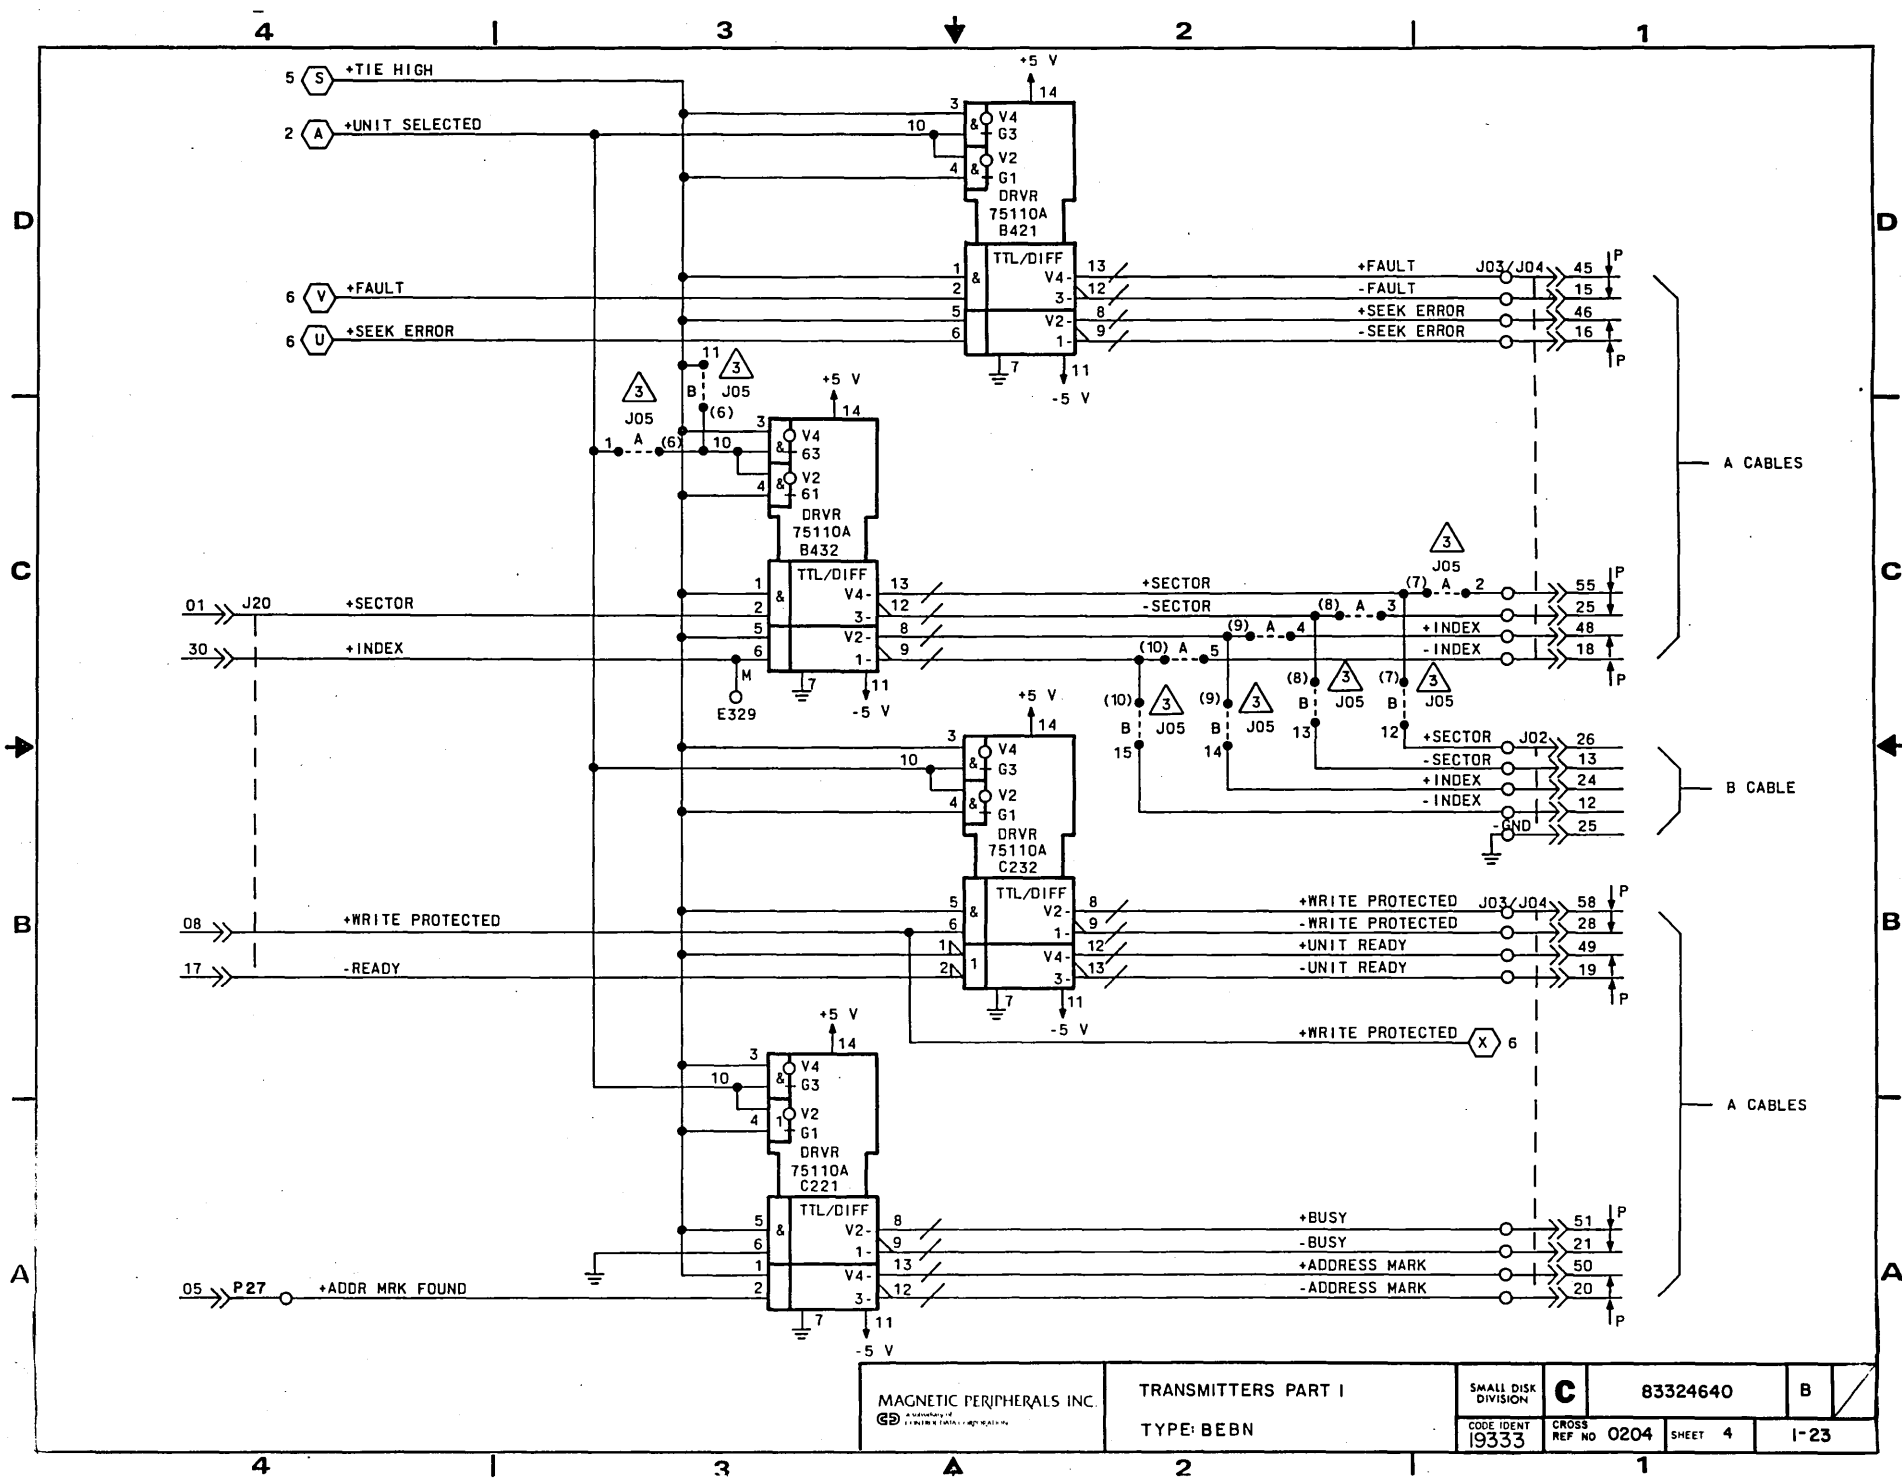 4 3 2 1
5 S +TIE HIGH
+5 V
14
2 A +UNIT SELECTED
3 V4
10 & G3
V2
4 & G1
DRVR
75110A
B421
D D
TTL/DIFF
1 & V4- 13 +FAULT J03/J04 45 P
6 V +FAULT 2 3- 12 -FAULT 15
5 V2- 8 +SEEK ERROR 46
6 U +SEEK ERROR 6 1- 9 -SEEK ERROR 16
P
7 11
-5 V
11 3
B J05
(6)
3
J05
1 A (6)
+5 V
14
3 V4
10 & 63
V2
4 & 61
DRVR
75110A
B432
A CABLES
C C
3
J05
TTL/DIFF
1 & V4- 13 +SECTOR (7) A 2 55 P
01 J20 +SECTOR 2 3- 12 -SECTOR (8) A 3 25
5 V2- 8 (9) A 4 +INDEX 48
30 +INDEX 6 1- 9 (10) A 5 -INDEX 18
P
M
E329
7 11
-5 V
(10) 3 (9) 3 (8) 3 (7) 3
B J05 B J05 B J05 B J05
15 14 13 12
+SECTOR J02 26
-SECTOR 13
+INDEX 24
-INDEX 12
-GND 25
B CABLE
+5 V
14
3 V4
10 & G3
V2
4 & G1
DRVR
75110A
C232
B B
TTL/DIFF
5 & V2- 8 +WRITE PROTECTED J03/J04 58 P
08 +WRITE PROTECTED 6 1- 9 -WRITE PROTECTED 28
1 1 V4- 12 +UNIT READY 49
17 -READY 2 3- 13 -UNIT READY 19
P
7 11
-5 V
+WRITE PROTECTED X 6
+5 V
14
3 V4
10 & G3
V2
4 1 G1
DRVR
75110A
C221
A CABLES
A A
TTL/DIFF
5 & V2- 8 +BUSY 51 P
6 1- 9 -BUSY 21
1 V4- 13 +ADDRESS MARK 50
05 P27 +ADDR MRK FOUND 2 3- 12 -ADDRESS MARK 20
P
7 11
-5 V
MAGNETIC PERIPHERALS INC.
a subsidiary of
CONTROL DATA CORPORATION
TRANSMITTERS PART I
TYPE: BEBN
SMALL DISK
DIVISION
C 83324640 B
CODE IDENT
19333
CROSS
REF NO 0204
SHEET 4
1-23
4 3 2 1